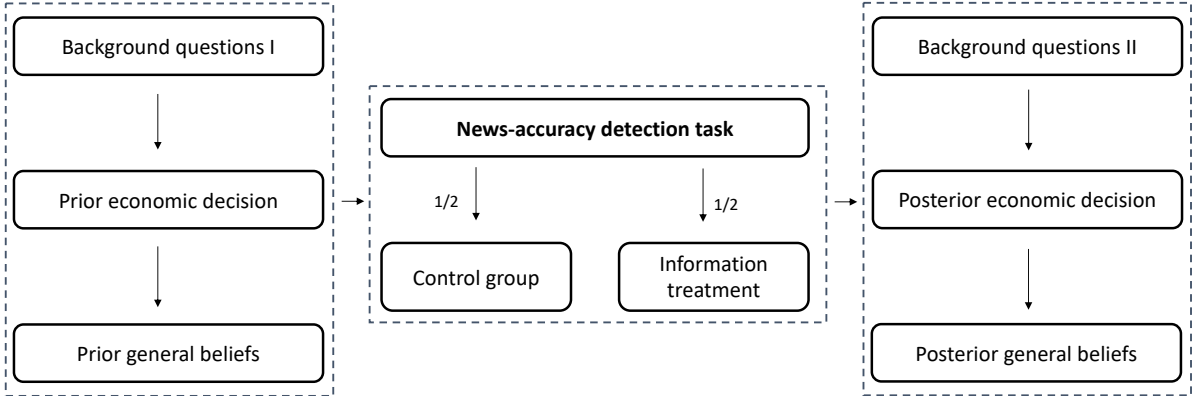 Background questions I
Prior economic decision
Prior general beliefs
News-accuracy detection task
1/2
1/2
Control group
Information
treatment
Background questions II
Posterior economic decision
Posterior general beliefs